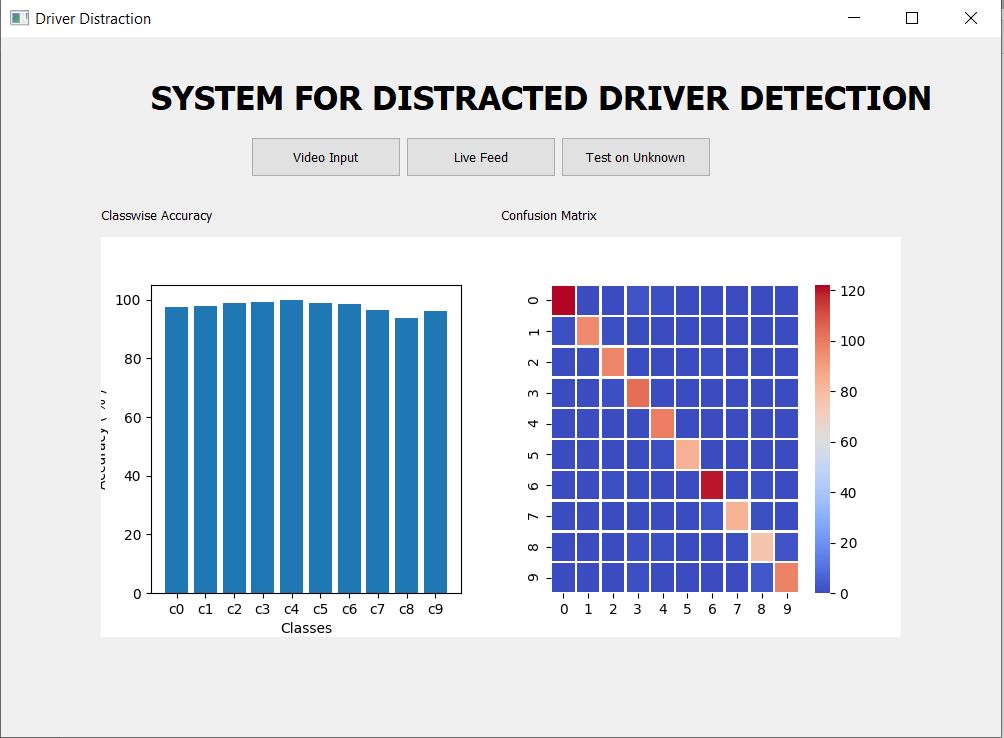 Driver Distraction
SYSTEM FOR DISTRACTED DRIVER DETECTION
Video Input
Live Feed
Test on Unknown
Classwise Accuracy
Confusion Matrix
100
80
60
40
20
0
c0 c1 c2 c3 c4 c5 c6 c7 c8 c9
Classes
0
1
2
3
4
5
6
7
8
9
0 1 2 3 4 5 6 7 8 9
120
100
80
60
40
20
0